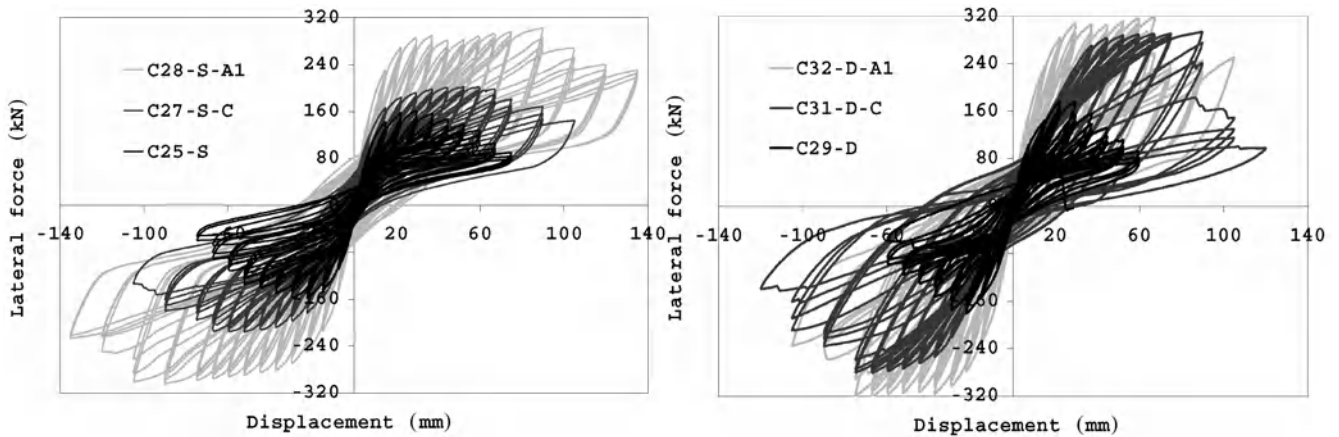 Lateral force (kN)
320
240
160
80
C28-S-A1
C27-S-C
C25-S
-140 -100 20 60 100 140
-160
-240
-320
Displacement (mm)
Lateral force (kN)
320
240
160
80
C32-D-A1
C31-D-C
C29-D
-140 -100 20 60 100 140
-160
-240
-320
Displacement (mm)